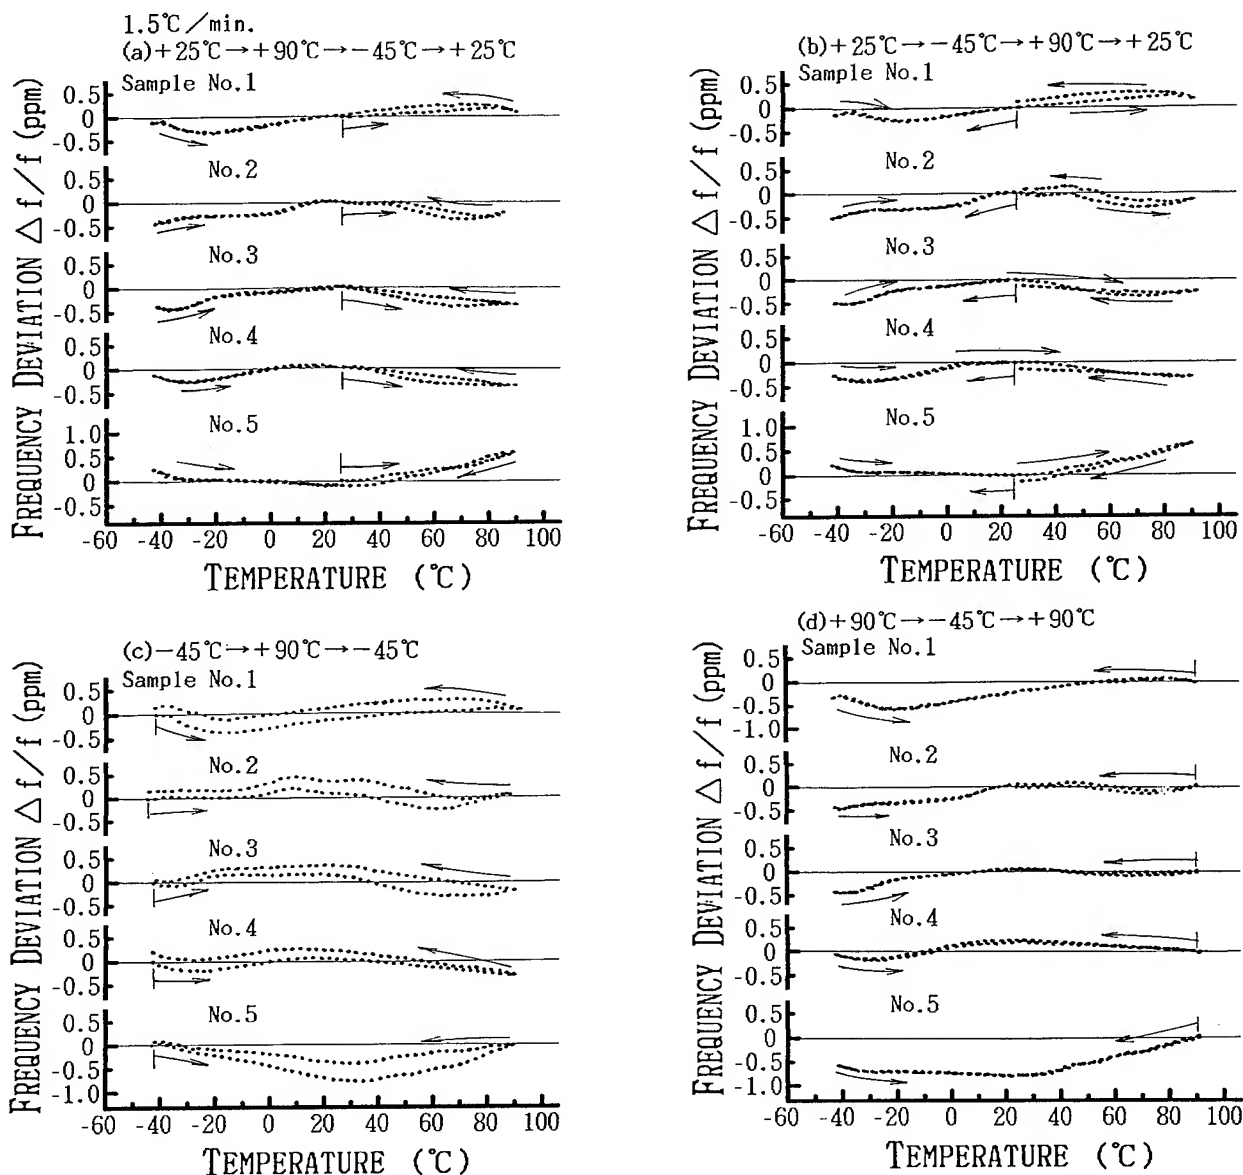 1.5℃/min.
(a)+25℃→+90℃→-45℃→+25℃
Sample No.1
0.5
0
-0.5
No.2
0.5
0
-0.5
No.3
0.5
0
-0.5
No.4
0.5
0
-0.5
No.5
1.0
0.5
0
-0.5
-60 -40 -20 0 20 40 60 80 100
TEMPERATURE (℃)
FREQUENCY DEVIATION △f/f (ppm)
(b)+25℃→-45℃→+90℃→+25℃
Sample No.1
0.5
0
-0.5
No.2
0.5
0
-0.5
No.3
0.5
0
-0.5
No.4
0.5
0
-0.5
No.5
1.0
0.5
0
-0.5
-60 -40 -20 0 20 40 60 80 100
TEMPERATURE (℃)
FREQUENCY DEVIATION △f/f (ppm)
(c)-45℃→+90℃→-45℃
Sample No.1
0.5
0
-0.5
No.2
0.5
0
-0.5
No.3
0.5
0
-0.5
No.4
0.5
0
-0.5
No.5
0.5
0
-0.5
-1.0
-60 -40 -20 0 20 40 60 80 100
TEMPERATURE (℃)
FREQUENCY DEVIATION △f/f (ppm)
(d)+90℃→-45℃→+90℃
Sample No.1
0.5
0
-0.5
-1.0
No.2
0.5
0
-0.5
No.3
0.5
0
-0.5
No.4
0.5
0
-0.5
No.5
0.5
0
-0.5
-1.0
-60 -40 -20 0 20 40 60 80 100
TEMPERATURE (℃)
FREQUENCY DEVIATION △f/f (ppm)